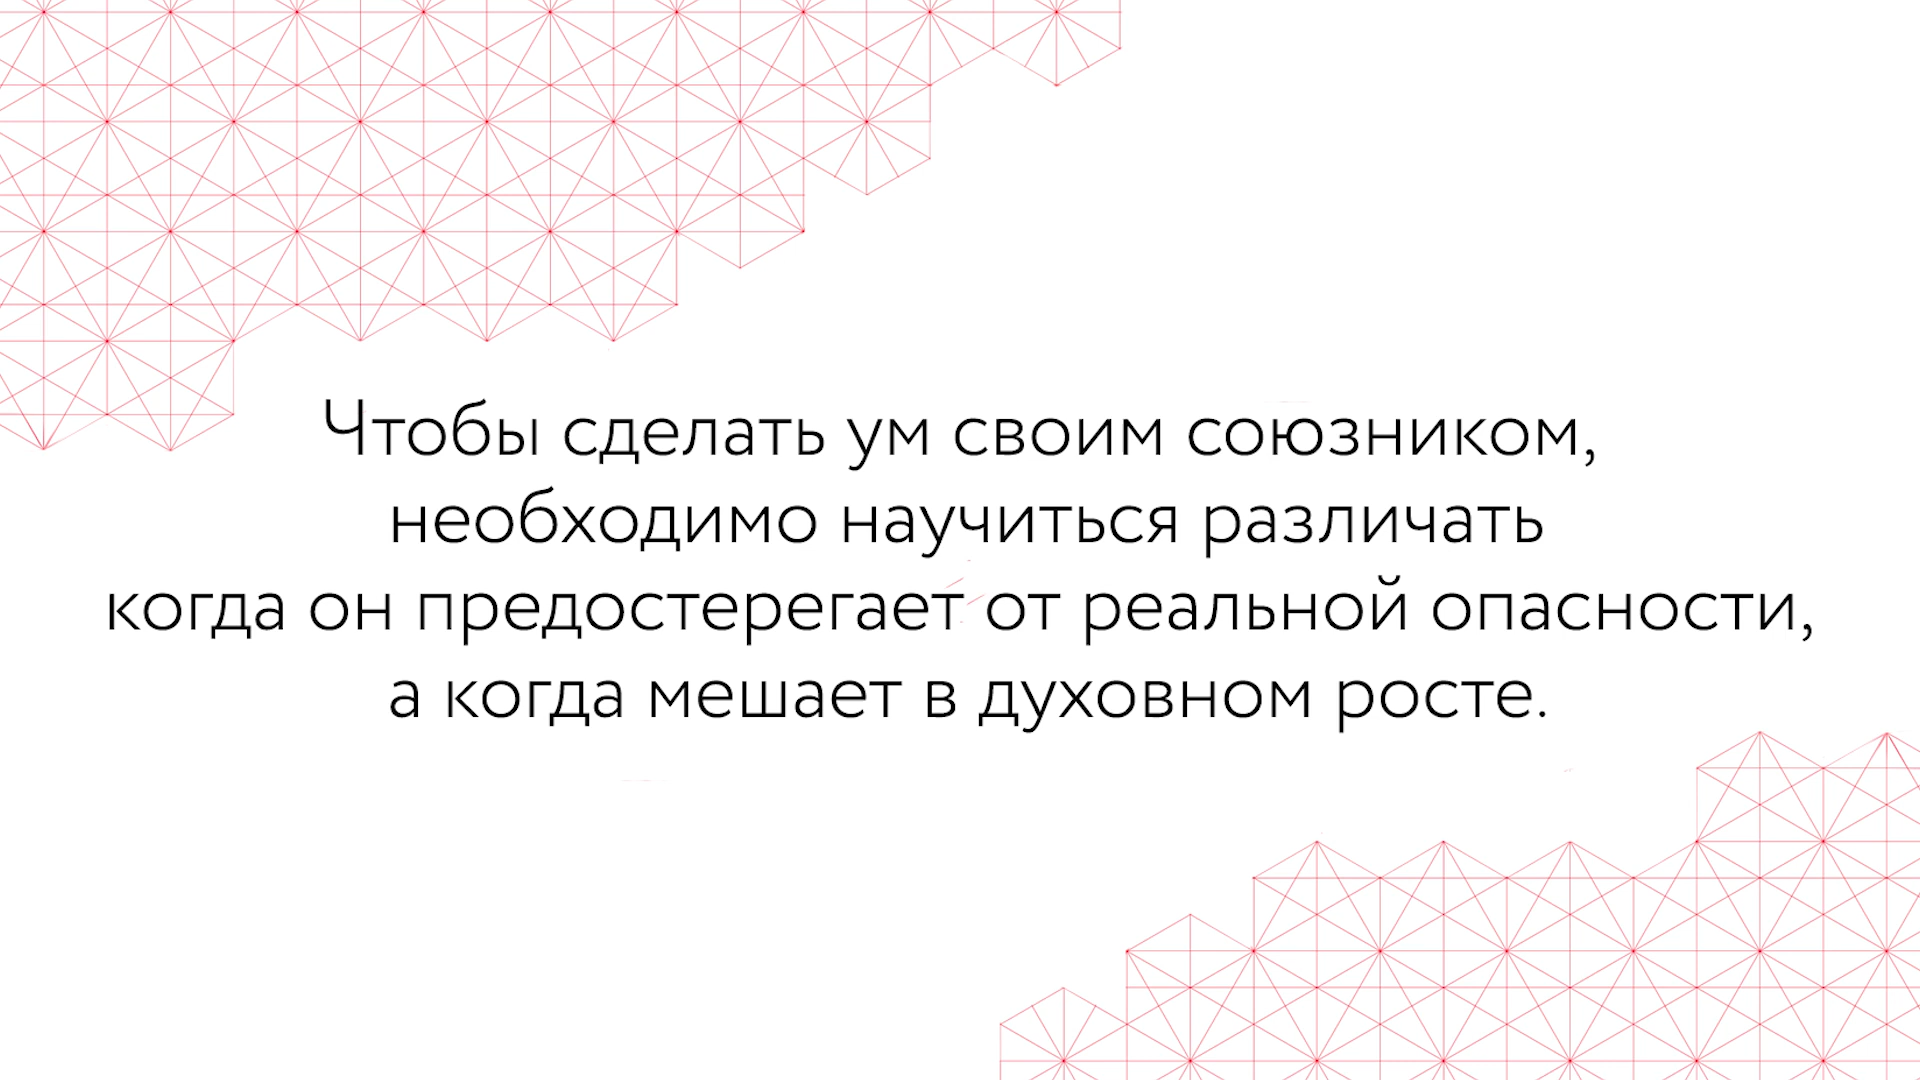 Чтобы сделать ум своим союзником,
необходимо научиться различать
когда он предостерегает от реальной опасности,
а когда мешает в духовном росте.